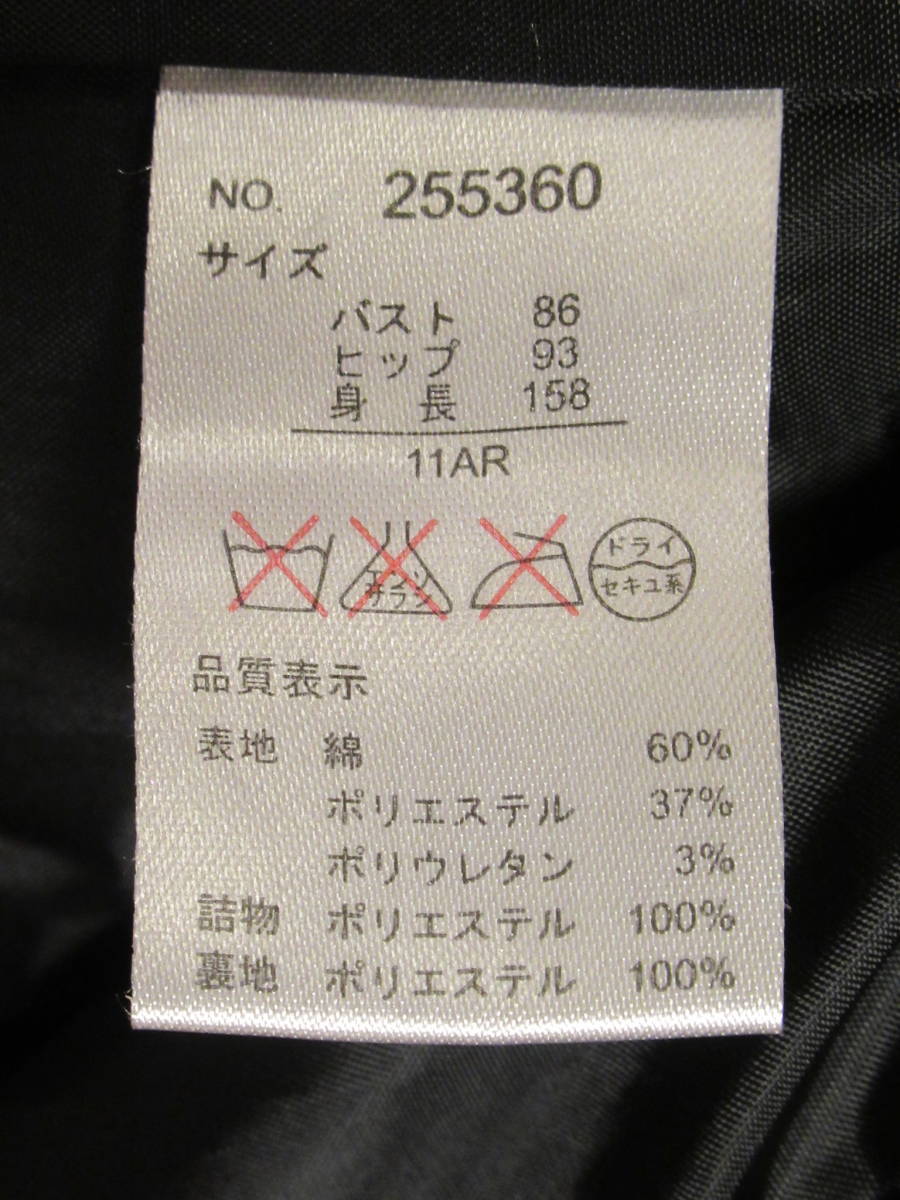 NO. 255360
サイズ
バスト 86
ヒップ 93
身 長 158
11AR
エンソ
サラシ
ドライ
セキユ系
品質表示
表地 綿 60%
ポリエステル 37%
ポリウレタン 3%
詰物 ポリエステル 100%
裏地 ポリエステル 100%